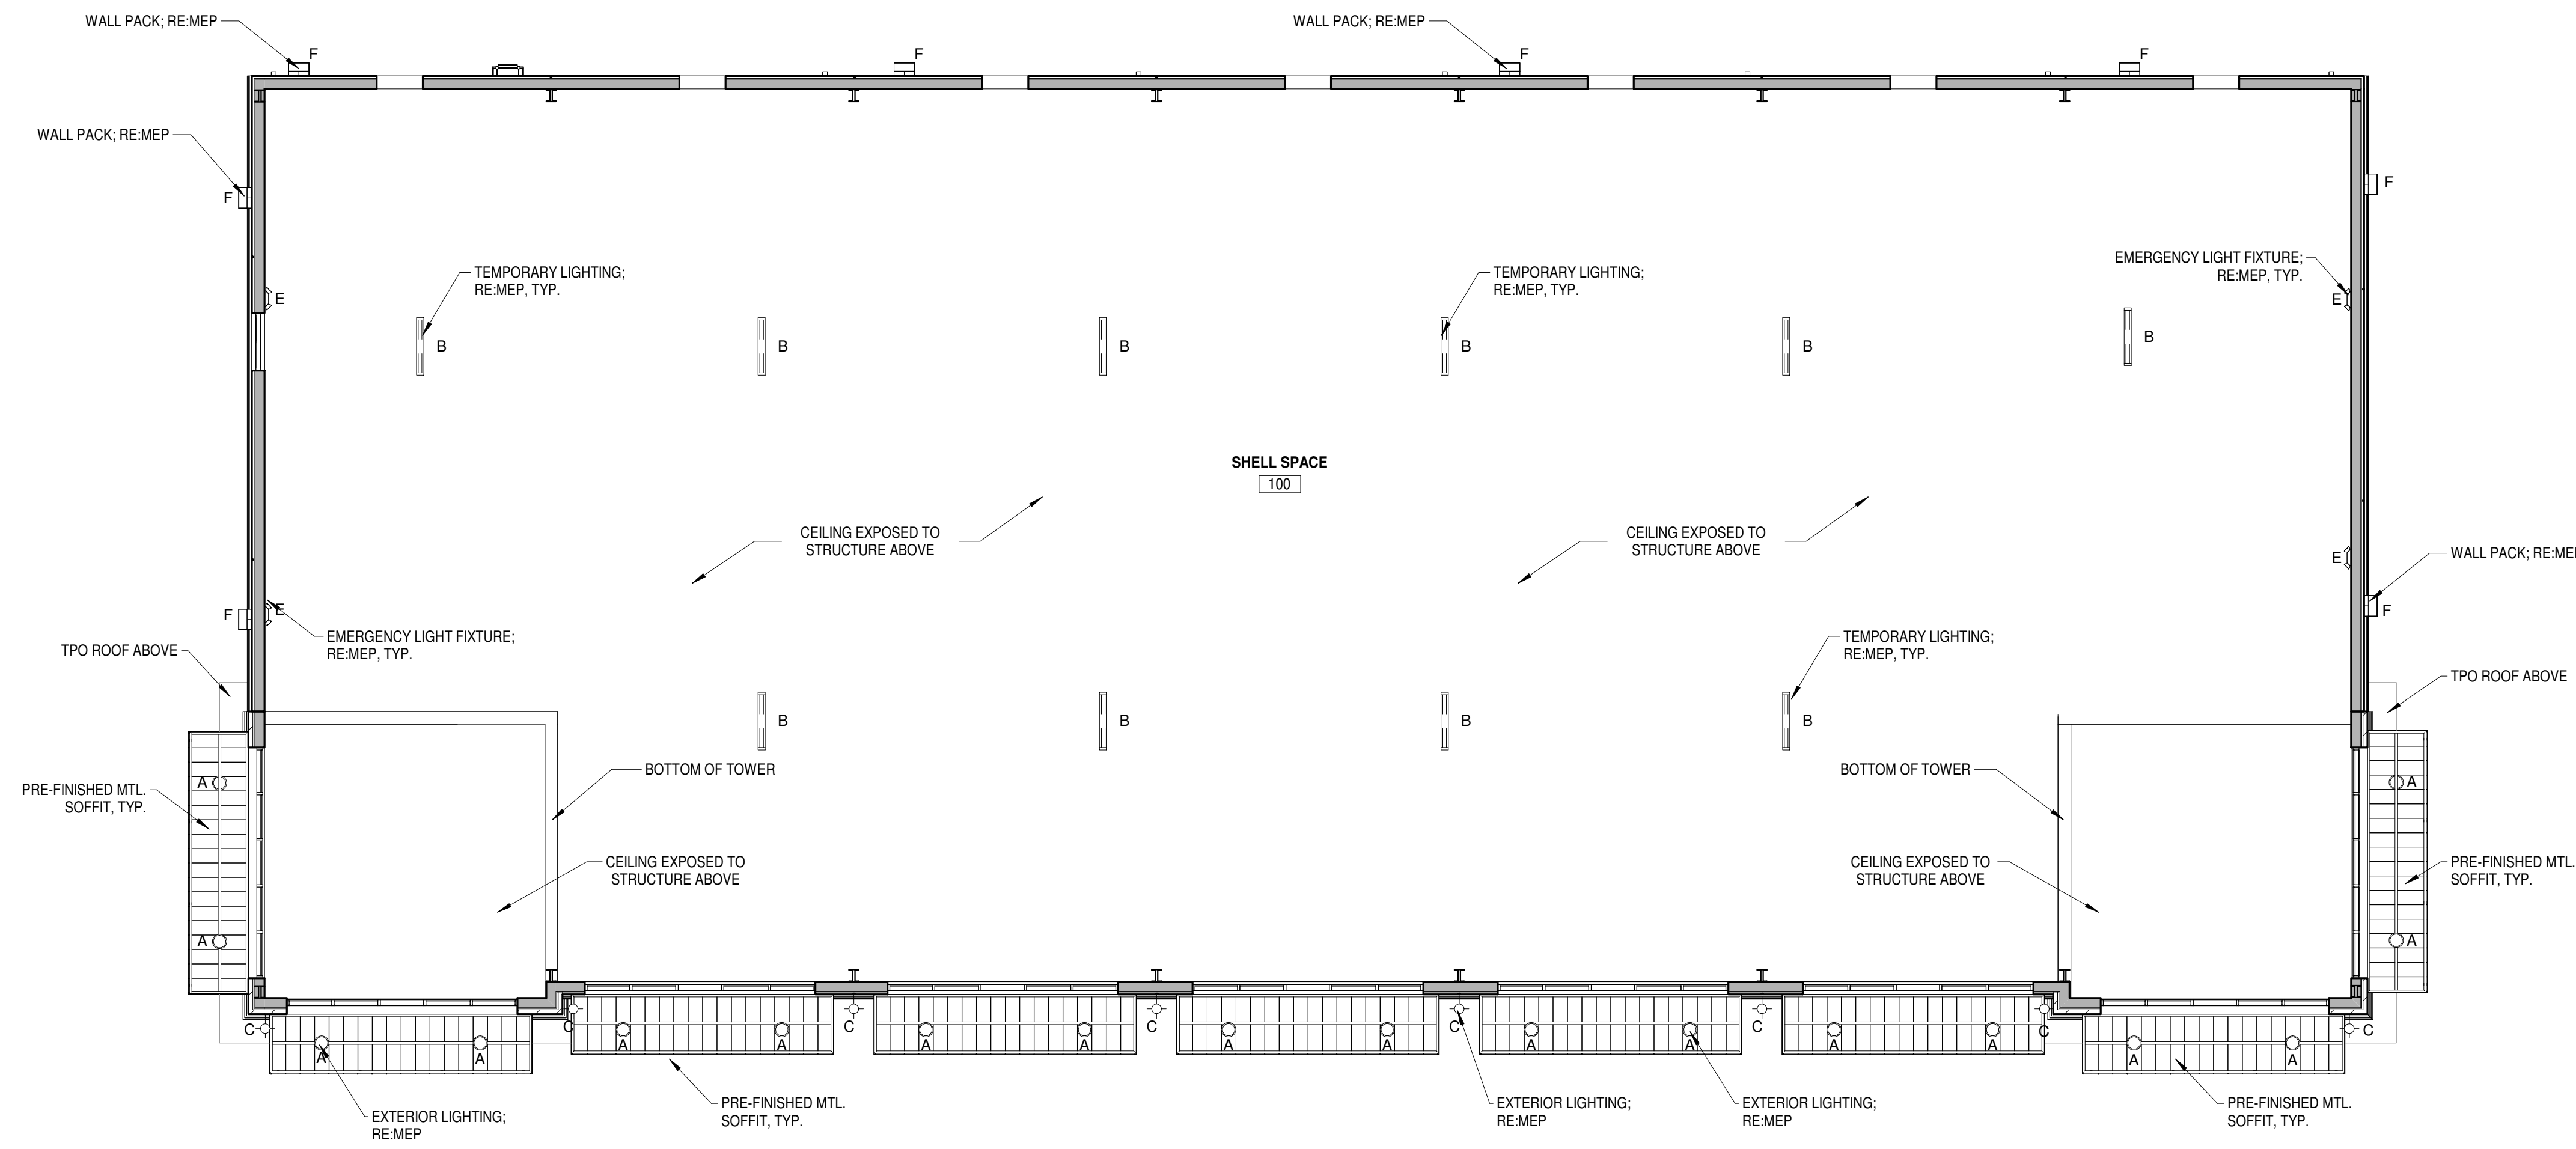 WALL PACK; RE:MEP
WALL PACK; RE:MEP
F
F
F
F
WALL PACK; RE:MEP
F
F
TEMPORARY LIGHTING;
RE:MEP, TYP.
TEMPORARY LIGHTING;
RE:MEP, TYP.
EMERGENCY LIGHT FIXTURE;
RE:MEP, TYP.
E
E
B
B
B
B
B
B
SHELL SPACE
100
CEILING EXPOSED TO
STRUCTURE ABOVE
CEILING EXPOSED TO
STRUCTURE ABOVE
E
WALL PACK; RE:ME
F
E
F
EMERGENCY LIGHT FIXTURE;
RE:MEP, TYP.
TEMPORARY LIGHTING;
RE:MEP, TYP.
TPO ROOF ABOVE
TPO ROOF ABOVE
B
B
B
B
BOTTOM OF TOWER
BOTTOM OF TOWER
A
A
PRE-FINISHED MTL.
SOFFIT, TYP.
CEILING EXPOSED TO
STRUCTURE ABOVE
CEILING EXPOSED TO
STRUCTURE ABOVE
PRE-FINISHED MTL.
SOFFIT, TYP.
A
A
C
C
C
C
C
C
C
C
A
A
A
A
A
A
A
A
A
A
A
A
A
A
EXTERIOR LIGHTING;
RE:MEP
PRE-FINISHED MTL.
SOFFIT, TYP.
EXTERIOR LIGHTING;
RE:MEP
EXTERIOR LIGHTING;
RE:MEP
PRE-FINISHED MTL.
SOFFIT, TYP.